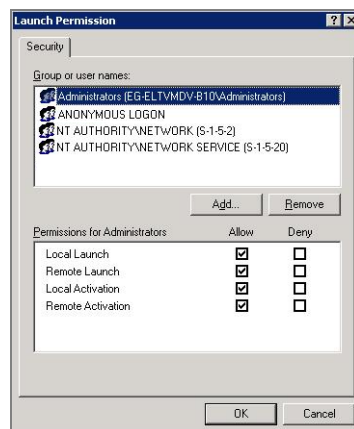 Launch Permission
Security
Group or user names:
Administrators (EG-ELTVMDV-B10\Administrators)
ANONYMOUS LOGON
NT AUTHORITY\NETWORK (S-1-5-2)
NT AUTHORITY\NETWORK SERVICE (S-1-5-20)
Add... Remove
Permissions for Administrators Allow Deny
Local Launch
Remote Launch
Local Activation
Remote Activation
OK Cancel